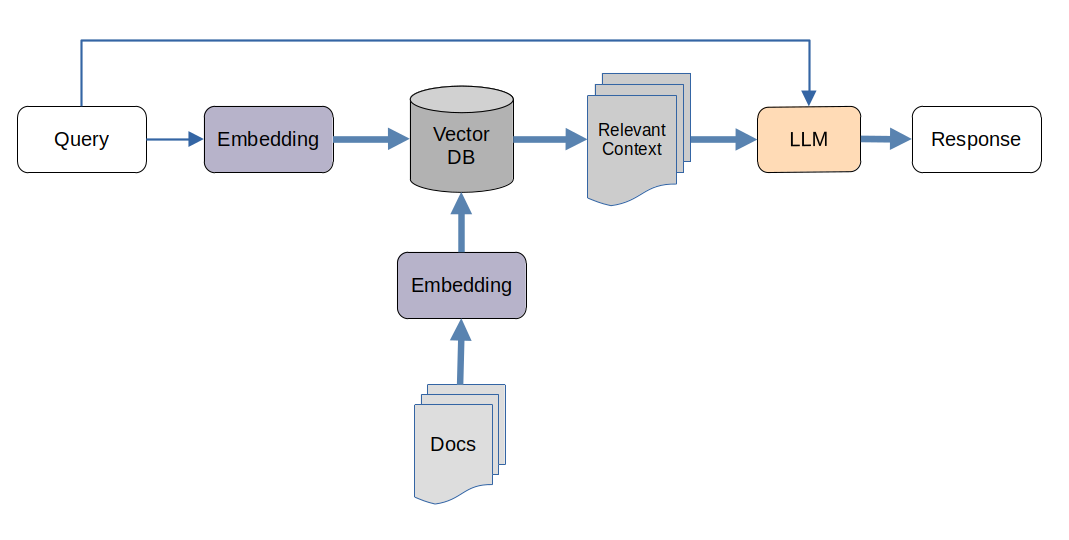 Query
Embedding
Vector
DB
Relevant
Context
LLM
Response
Embedding
Docs